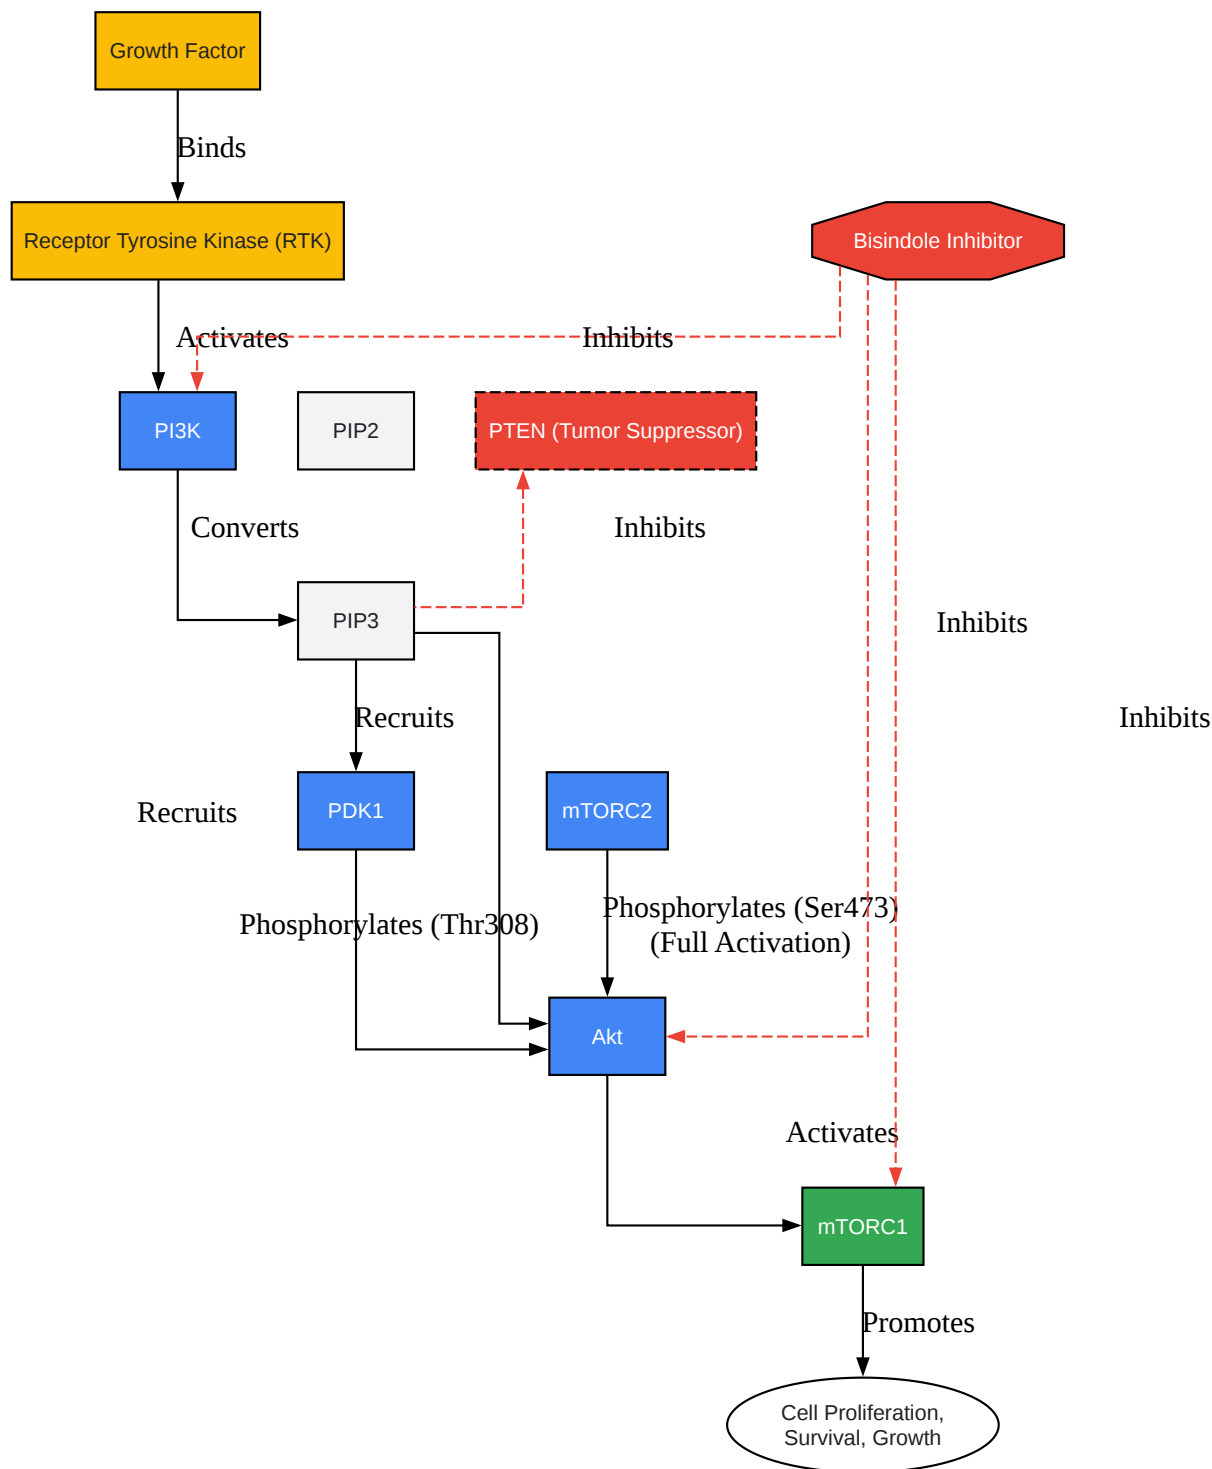 Growth Factor
Binds
Receptor Tyrosine Kinase (RTK)
Bisindole Inhibitor
Activates
Inhibits
PI3K
PIP2
PTEN (Tumor Suppressor)
Converts
Inhibits
PIP3
Inhibits
Recruits
Inhibits
Recruits
PDK1
mTORC2
Phosphorylates (Thr308)
Phosphorylates (Ser473)
(Full Activation)
Akt
Activates
mTORC1
Promotes
Cell Proliferation,
Survival, Growth